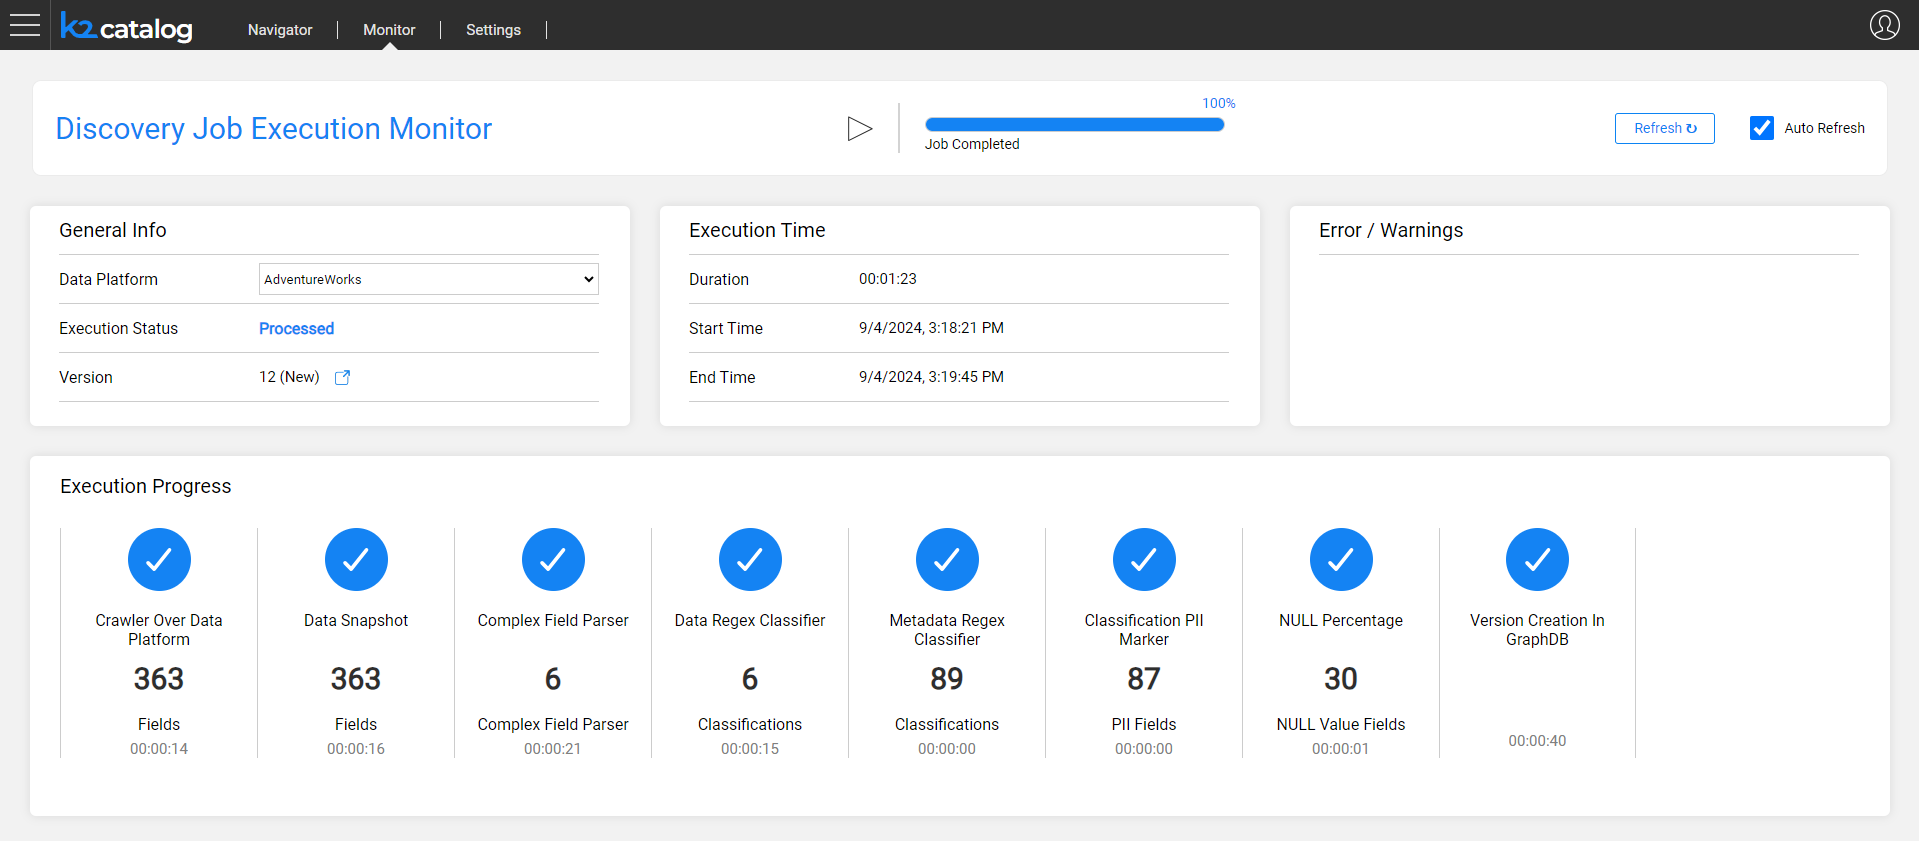 k2catalog
Navigator
Monitor
Settings
Discovery Job Execution Monitor
100%
Job Completed
Refresh ↻
Auto Refresh
General Info
Data Platform
AdventureWorks
Execution Status
Processed
Version
12 (New)
Execution Time
Duration
00:01:23
Start Time
9/4/2024, 3:18:21 PM
End Time
9/4/2024, 3:19:45 PM
Error / Warnings
Execution Progress
Crawler Over Data
Platform
363
Fields
00:00:14
Data Snapshot
363
Fields
00:00:16
Complex Field Parser
6
Complex Field Parser
00:00:21
Data Regex Classifier
6
Classifications
00:00:15
Metadata Regex
Classifier
89
Classifications
00:00:00
Classification PII
Marker
87
PII Fields
00:00:00
NULL Percentage
30
NULL Value Fields
00:00:01
Version Creation In
GraphDB
00:00:40